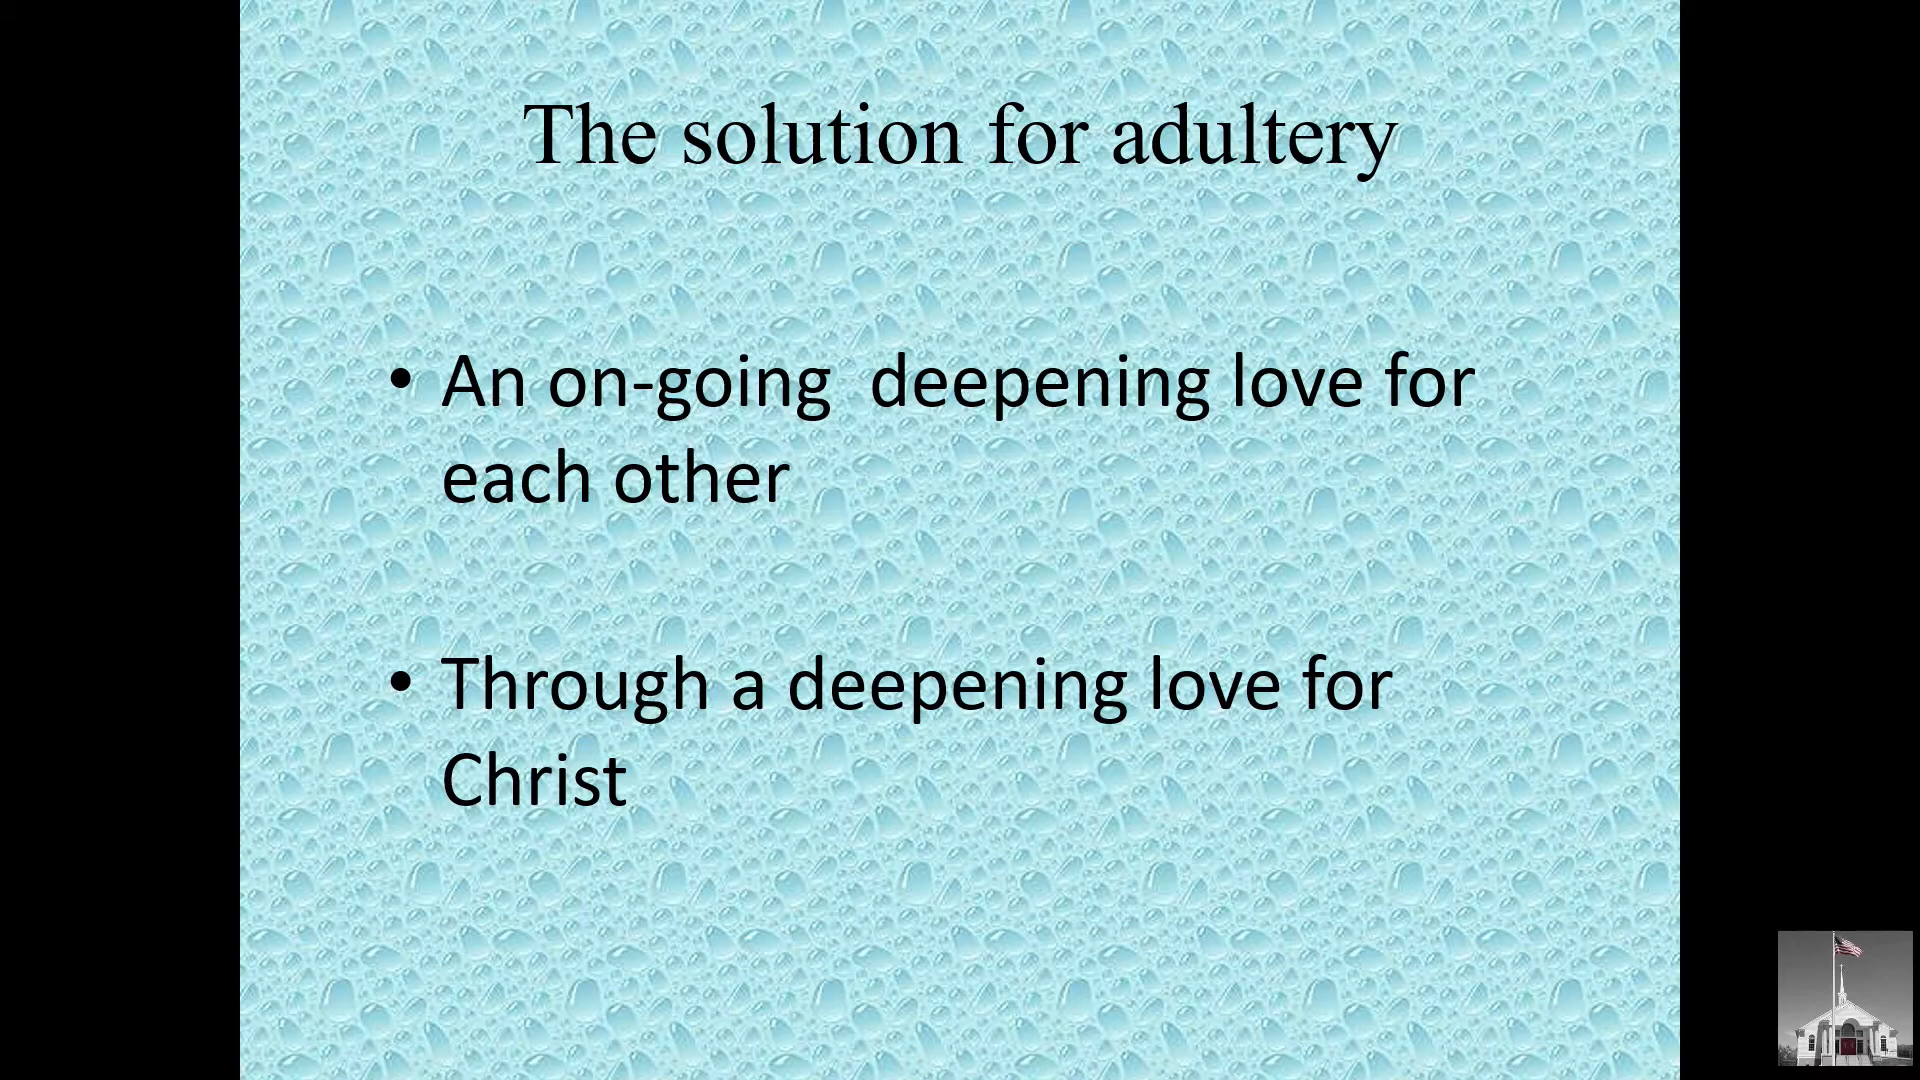 The solution for adultery
• An on-going  deepening love for
each other
• Through a deepening love for
Christ